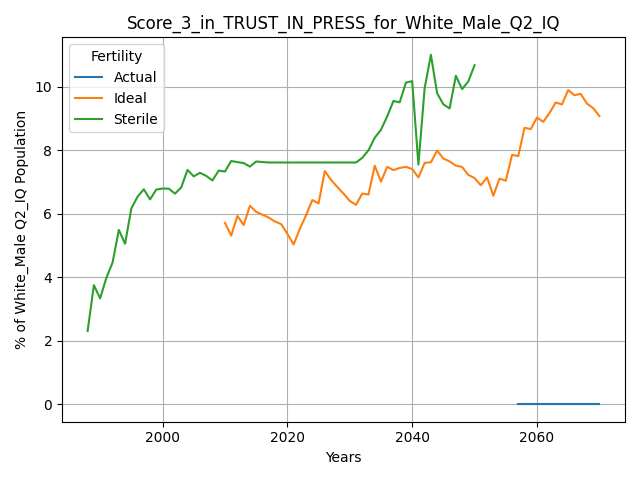 Score_3_in_TRUST_IN_PRESS_for_White_Male_Q2_IQ
Fertility
Actual
Ideal
Sterile
% of White_Male Q2_IQ Population
10
8
6
4
2
0
2000
2020
2040
2060
Years